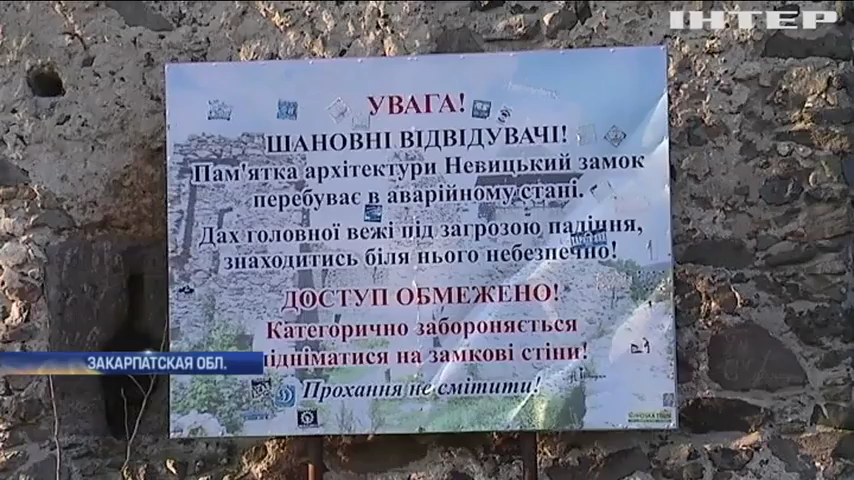 ІНТЕР
УВАГА!
ШАНОВНІ ВІДВІДУВАЧІ!
Пам'ятка архітектури Невицький замок
перебуває в аварійному стані.
Дах головної вежі під загрозою падіння,
знаходитись біля нього небезпечно!
ДОСТУП ОБМЕЖЕНО!
Категорично забороняється
підніматися на замкові стіни!
ЗАКАРПАТСКАЯ ОБЛ.
Прохання не смітити!